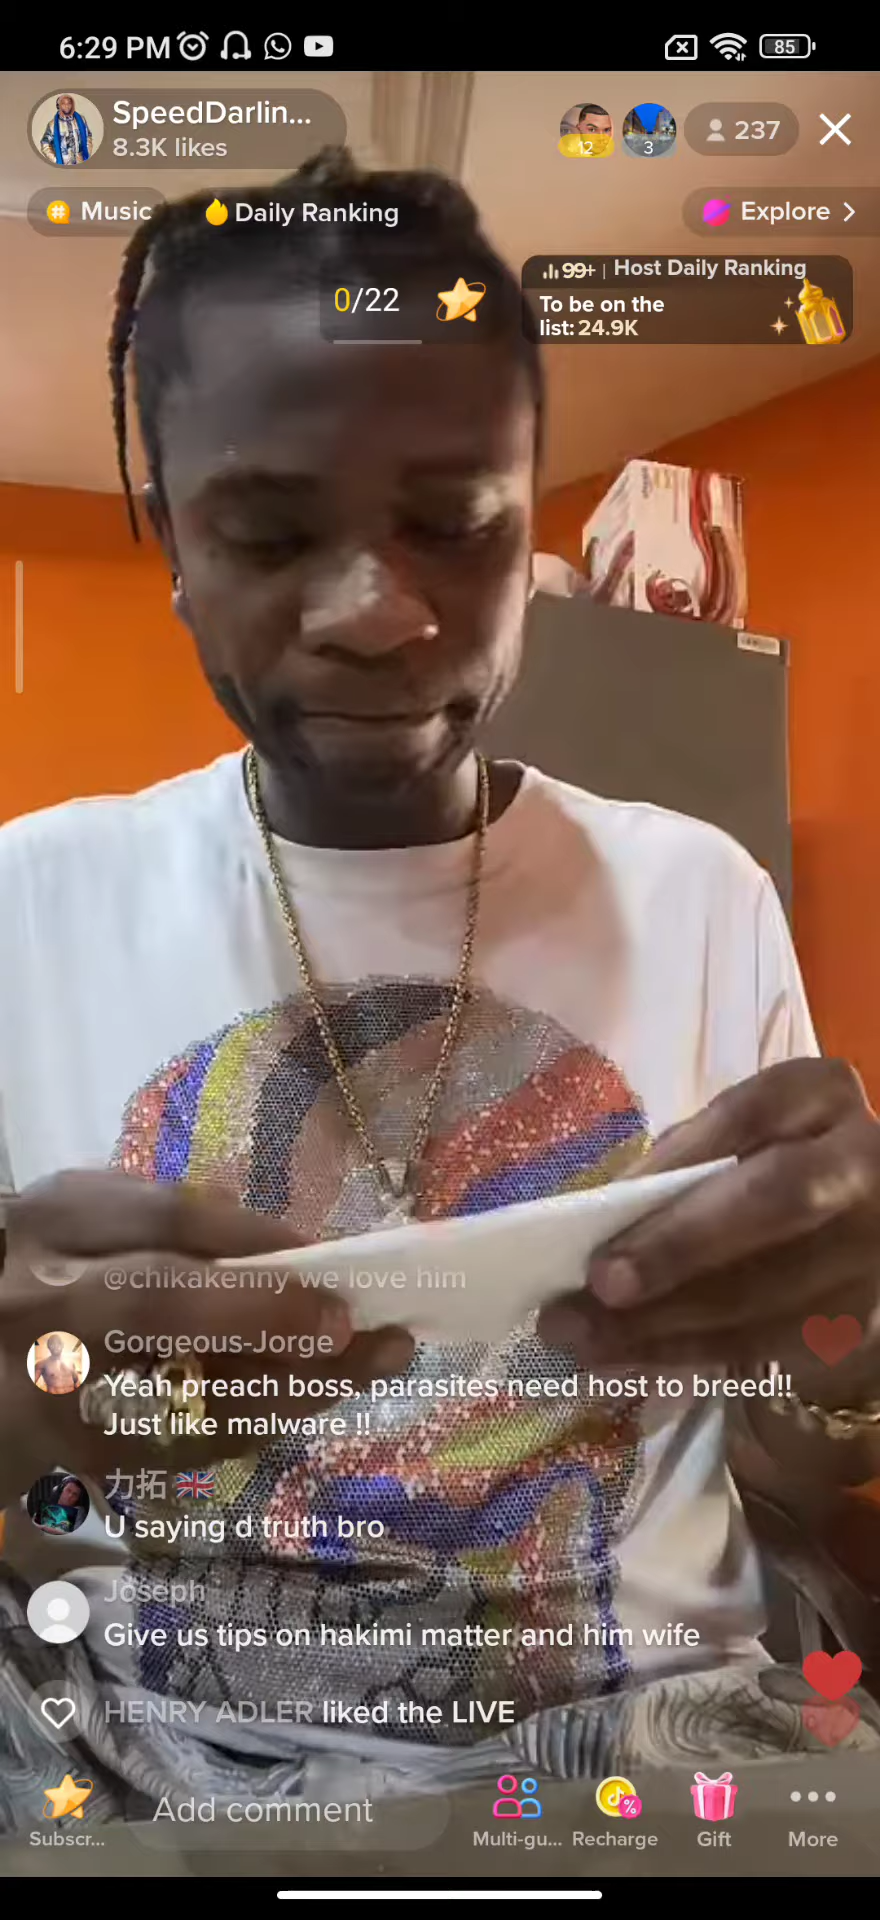 6:29 PM
85
SpeedDarlin...
8.3K likes
12
3
237
Music
Daily Ranking
Explore >
0/22
99+ | Host Daily Ranking
To be on the
list: 24.9K
@chikakenny we love him
Gorgeous-Jorge
Yeah preach boss, parasites need host to breed!!
Just like malware !!
力拓 🇬🇧
U saying d truth bro
Joseph
Give us tips on hakimi matter and him wife
HENRY ADLER liked the LIVE
Add comment
Subscr...
Multi-gu...
Recharge
Gift
More